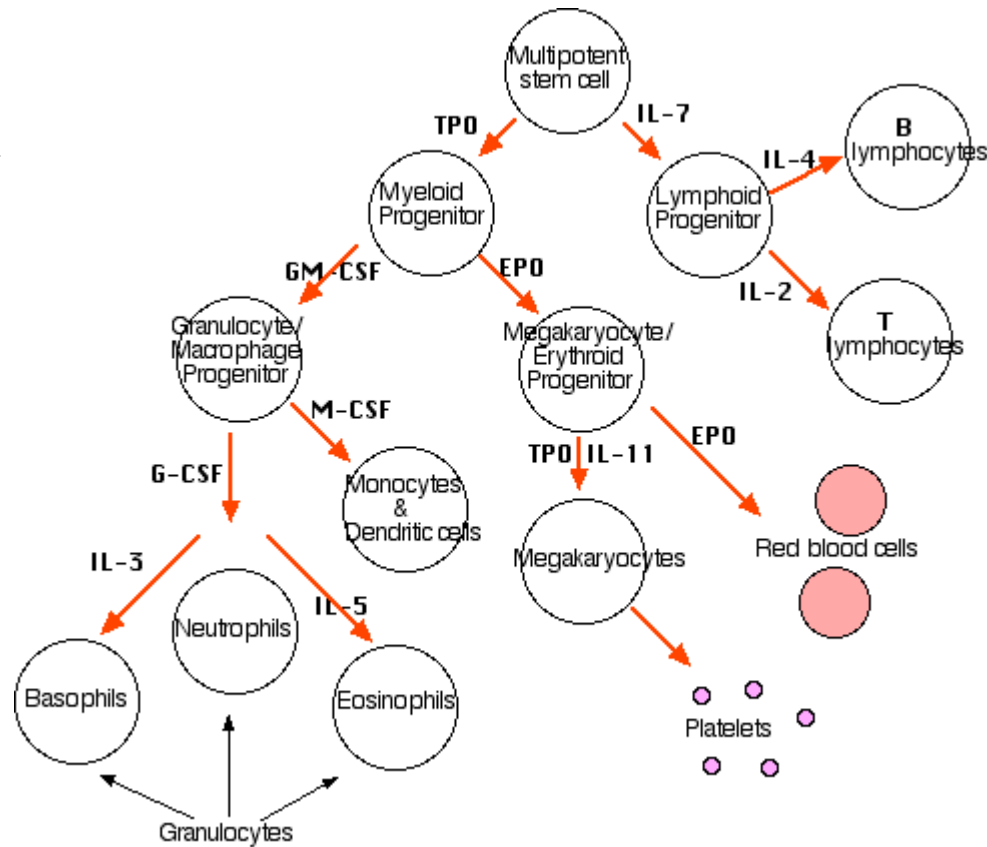 Multipotent
stem cell
TPO
IL-7
B
lymphocytes
IL-4
Myeloid
Progenitor
Lymphoid
Progenitor
GM-CSF
EPO
IL-2
T
lymphocytes
Granulocyte/
Macrophage
Progenitor
Megakaryocyte/
Erythroid
Progenitor
M-CSF
EPO
G-CSF
TPO
IL-11
Monocytes
&
Dendritic cells
Megakaryocytes
Red blood cells
IL-3
IL-5
Neutrophils
Basophils
Eosinophils
Platelets
Granulocytes